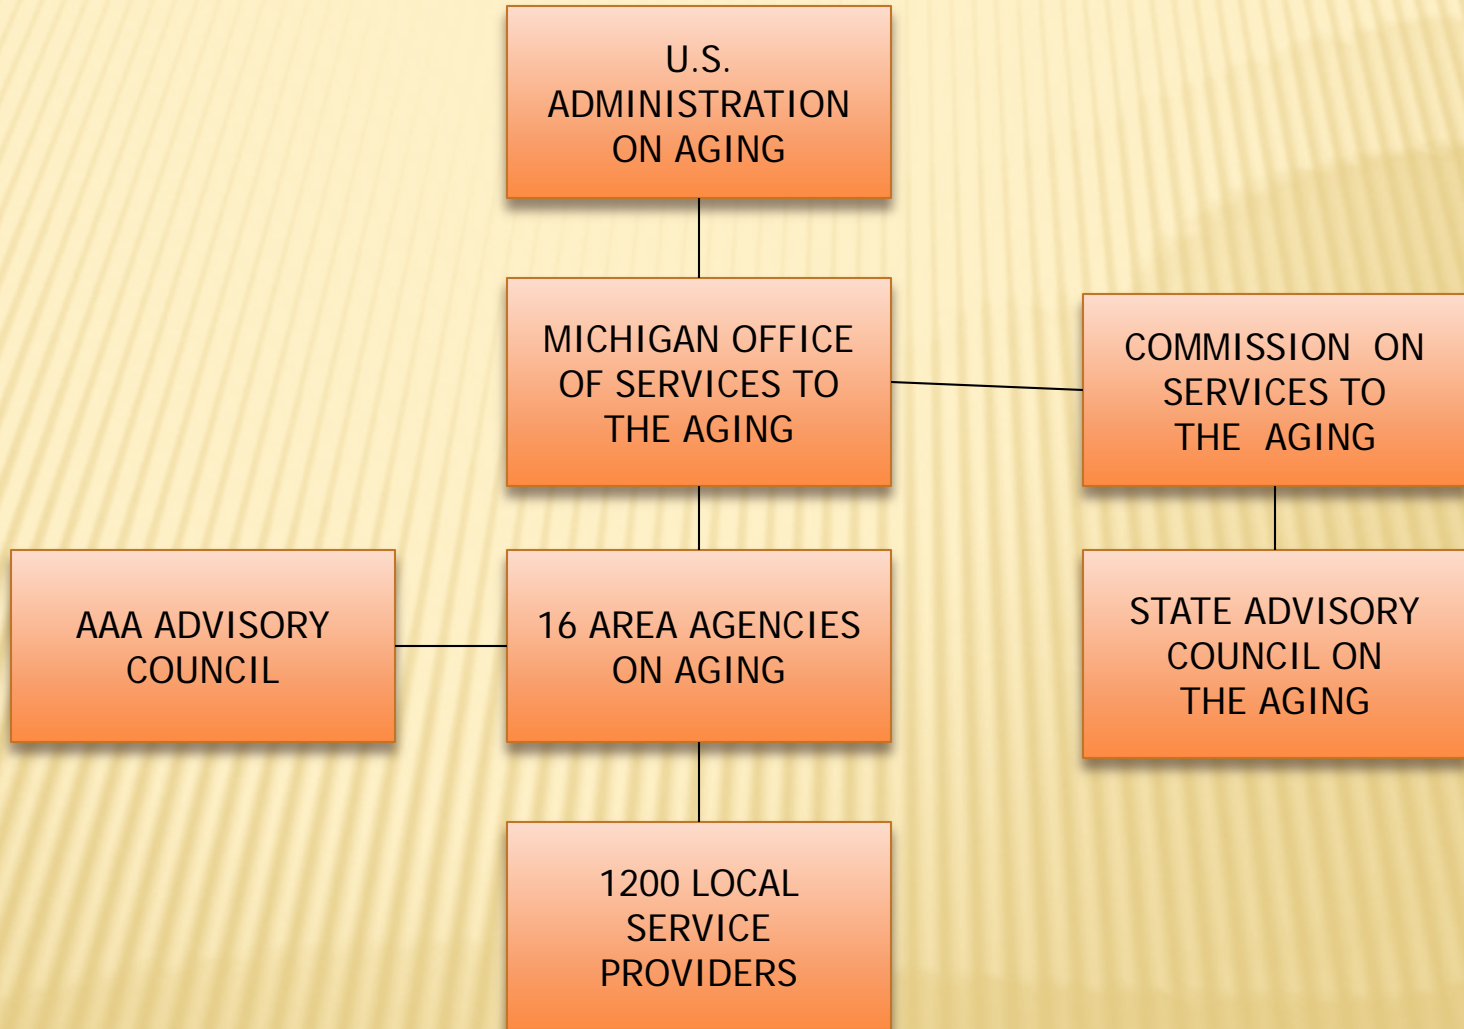 U.S.
ADMINISTRATION
ON AGING
MICHIGAN OFFICE
OF SERVICES TO
THE AGING
COMMISSION ON
SERVICES TO
THE AGING
AAA ADVISORY
COUNCIL
16 AREA AGENCIES
ON AGING
STATE ADVISORY
COUNCIL ON
THE AGING
1200 LOCAL
SERVICE
PROVIDERS